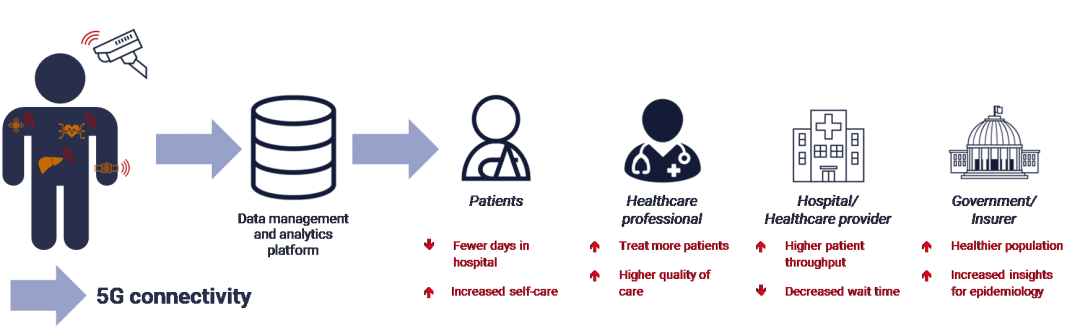 Data management
and analytics
platform
5G connectivity
Patients
Fewer days in
hospital
Increased self-care
Healthcare
professional
Treat more patients
Higher quality of
care
Hospital/
Healthcare provider
Higher patient
throughput
Decreased wait time
Government/
Insurer
Healthier population
Increased insights
for epidemiology